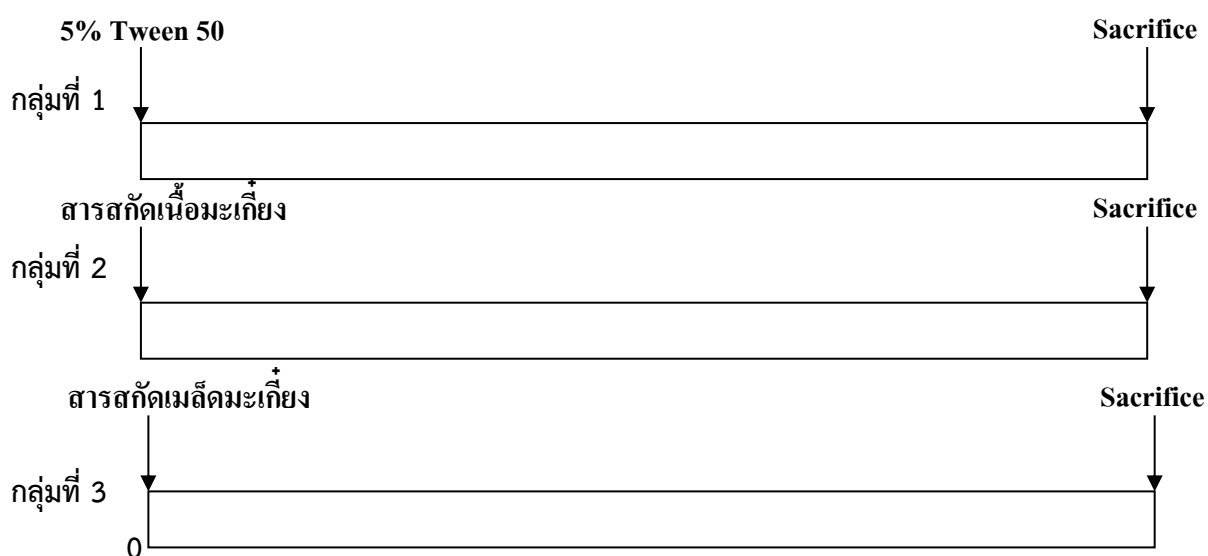 5% Tween 50 Sacrifice
กลุ่มที่ 1
สารสกัดเนื้อมะเกี๋ยง Sacrifice
กลุ่มที่ 2
สารสกัดเมล็ดมะเกี๋ยง Sacrifice
กลุ่มที่ 3
0